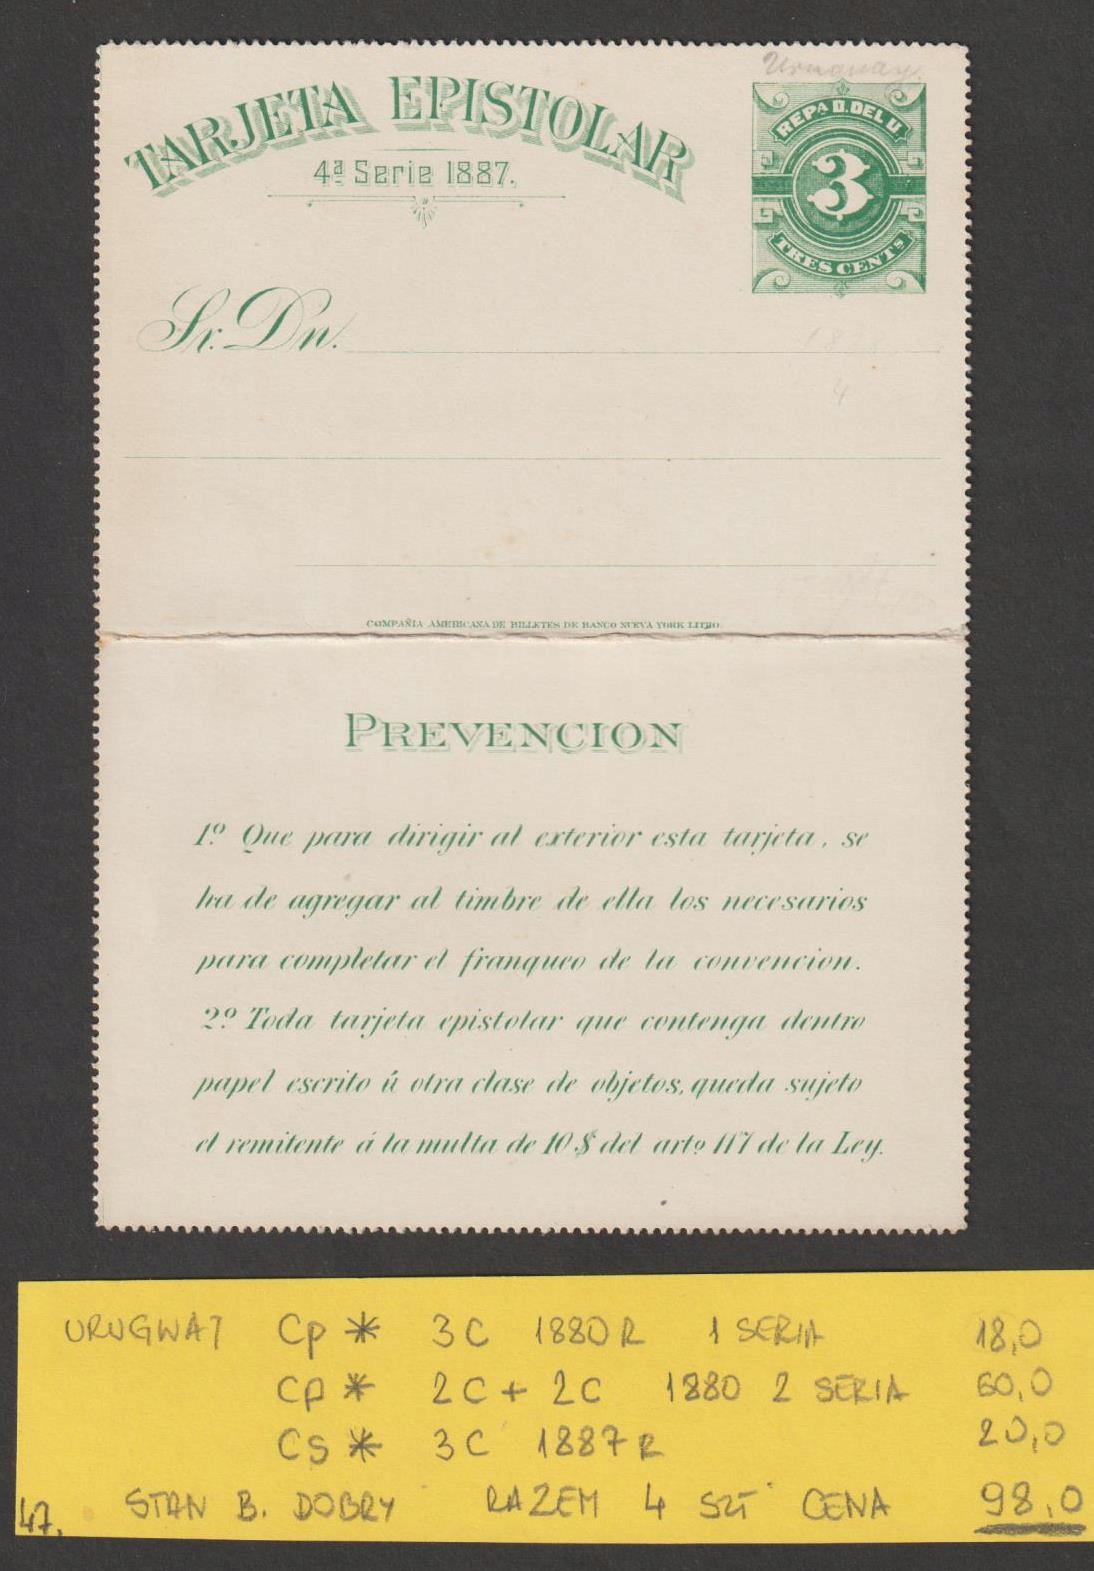 Uruguay
TARJETA EPISTOLAR
4ª Serie 1887.
REPA D. DEL U.
3
TRES CENTS
Sr. Dn.
4
COMPAÑIA AMERICANA DE BILLETES DE BANCO NUEVA YORK LITHO.
PREVENCION
1º Que para dirigir al exterior esta tarjeta, se
ha de agregar al timbre de ella los necesarios
para completar el franqueo de la convencion.
2º Toda tarjeta epistolar que contenga dentro
papel escrito ú otra clase de objetos, queda sujeto
el remitente á la multa de 10 $ del artº 117 de la Ley.
URUGWAJ Cp * 3C 1880R 1 SERIA 18,0
Cp * 2C + 2C 1880 2 SERIA 60,0
CS * 3C 1887R 20,0
47. STAN B. DOBRY RAZEM 4 SZT CENA 98,0